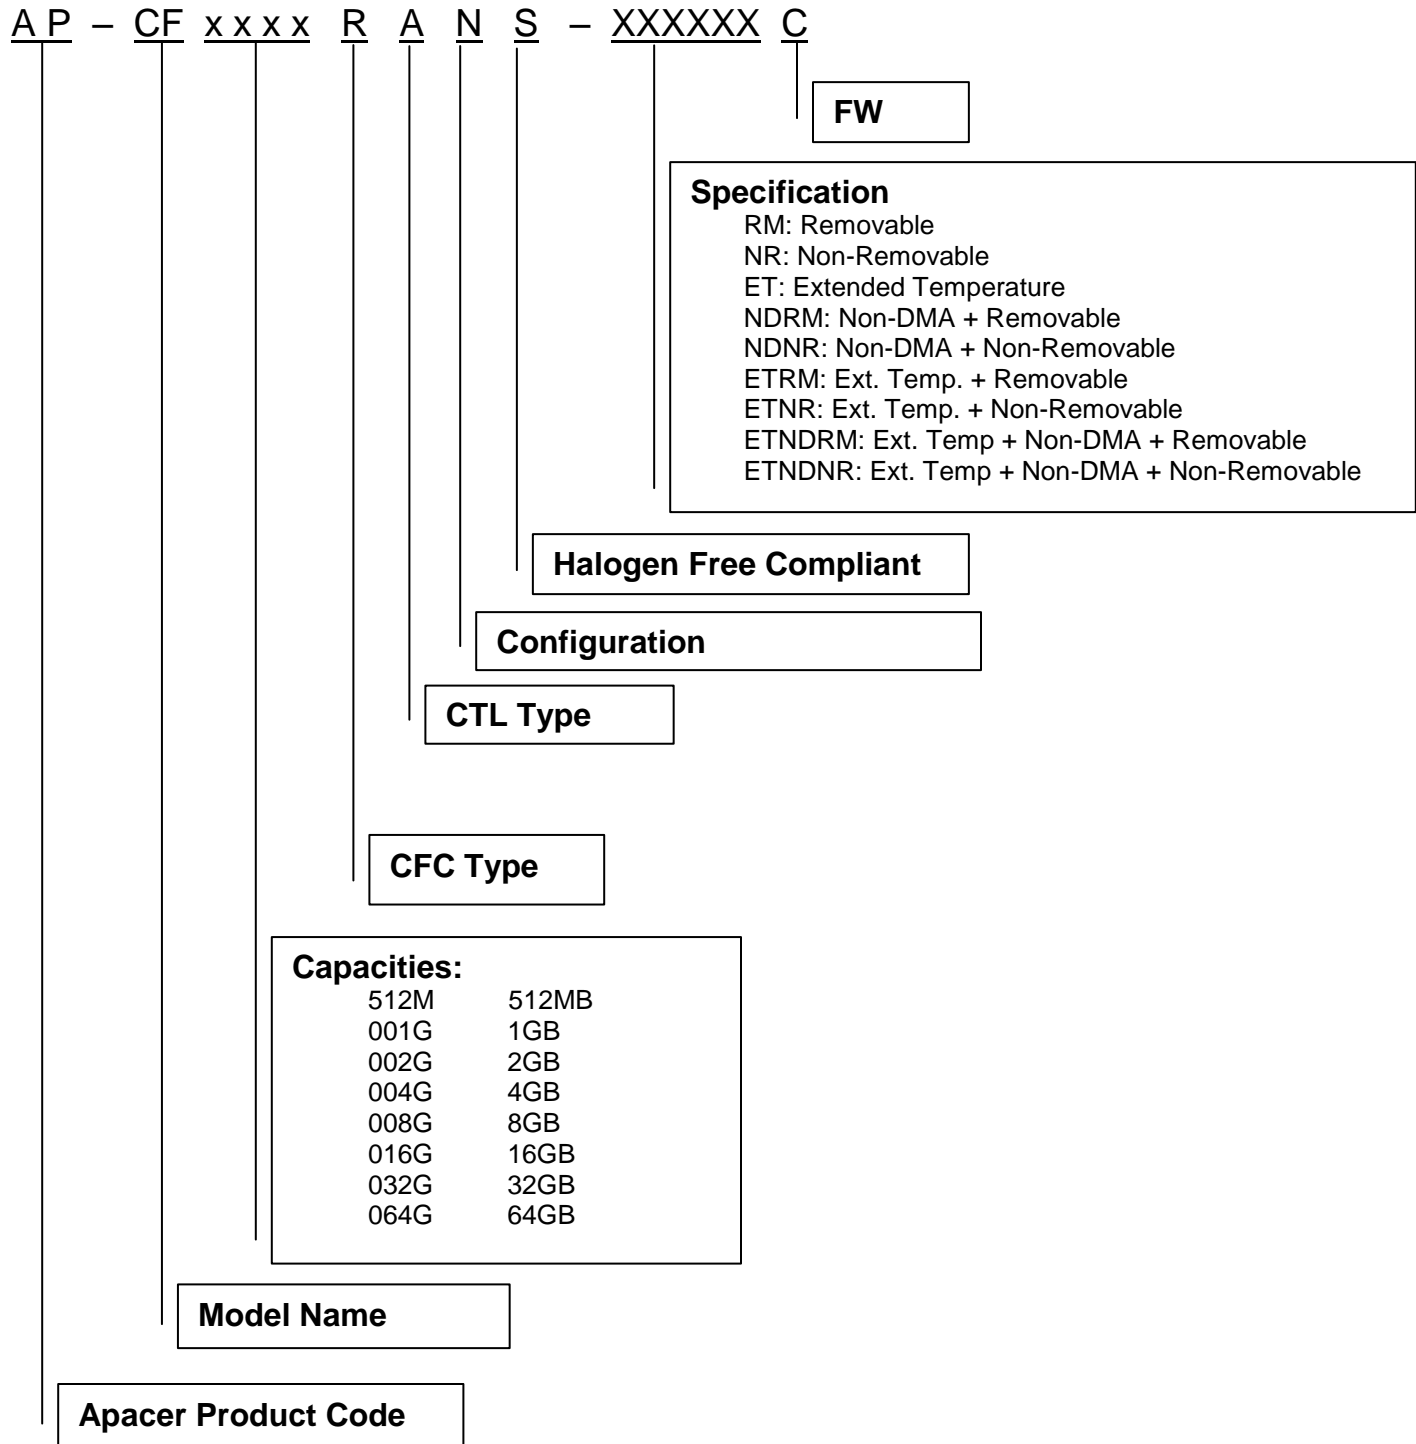 A P – CF x x x x R A N S – XXXXXX C
FW
Specification
RM: Removable
NR: Non-Removable
ET: Extended Temperature
NDRM: Non-DMA + Removable
NDNR: Non-DMA + Non-Removable
ETRM: Ext. Temp. + Removable
ETNR: Ext. Temp. + Non-Removable
ETNDRM: Ext. Temp + Non-DMA + Removable
ETNDNR: Ext. Temp + Non-DMA + Non-Removable
Halogen Free Compliant
Configuration
CTL Type
CFC Type
Capacities:
512M 512MB
001G 1GB
002G 2GB
004G 4GB
008G 8GB
016G 16GB
032G 32GB
064G 64GB
Model Name
Apacer Product Code